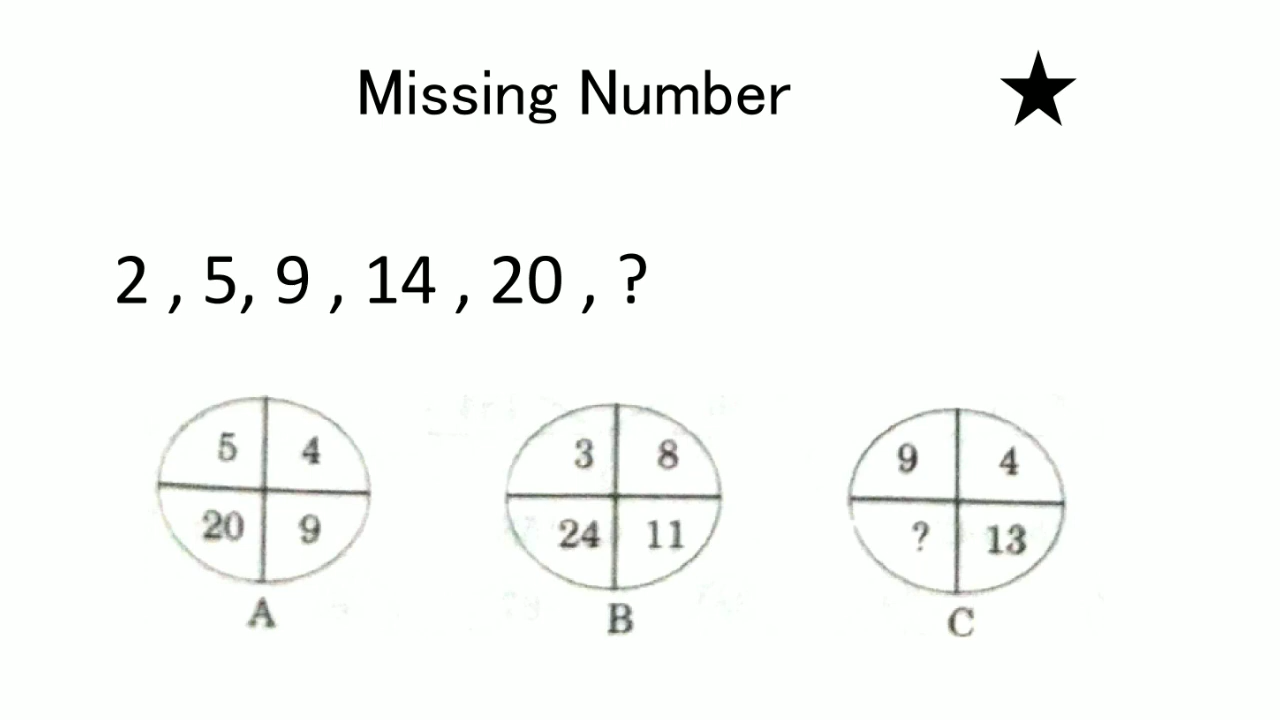 Missing Number
2 , 5, 9 , 14 , 20 , ?
5 4
20 9
A
3 8
24 11
B
9 4
? 13
C